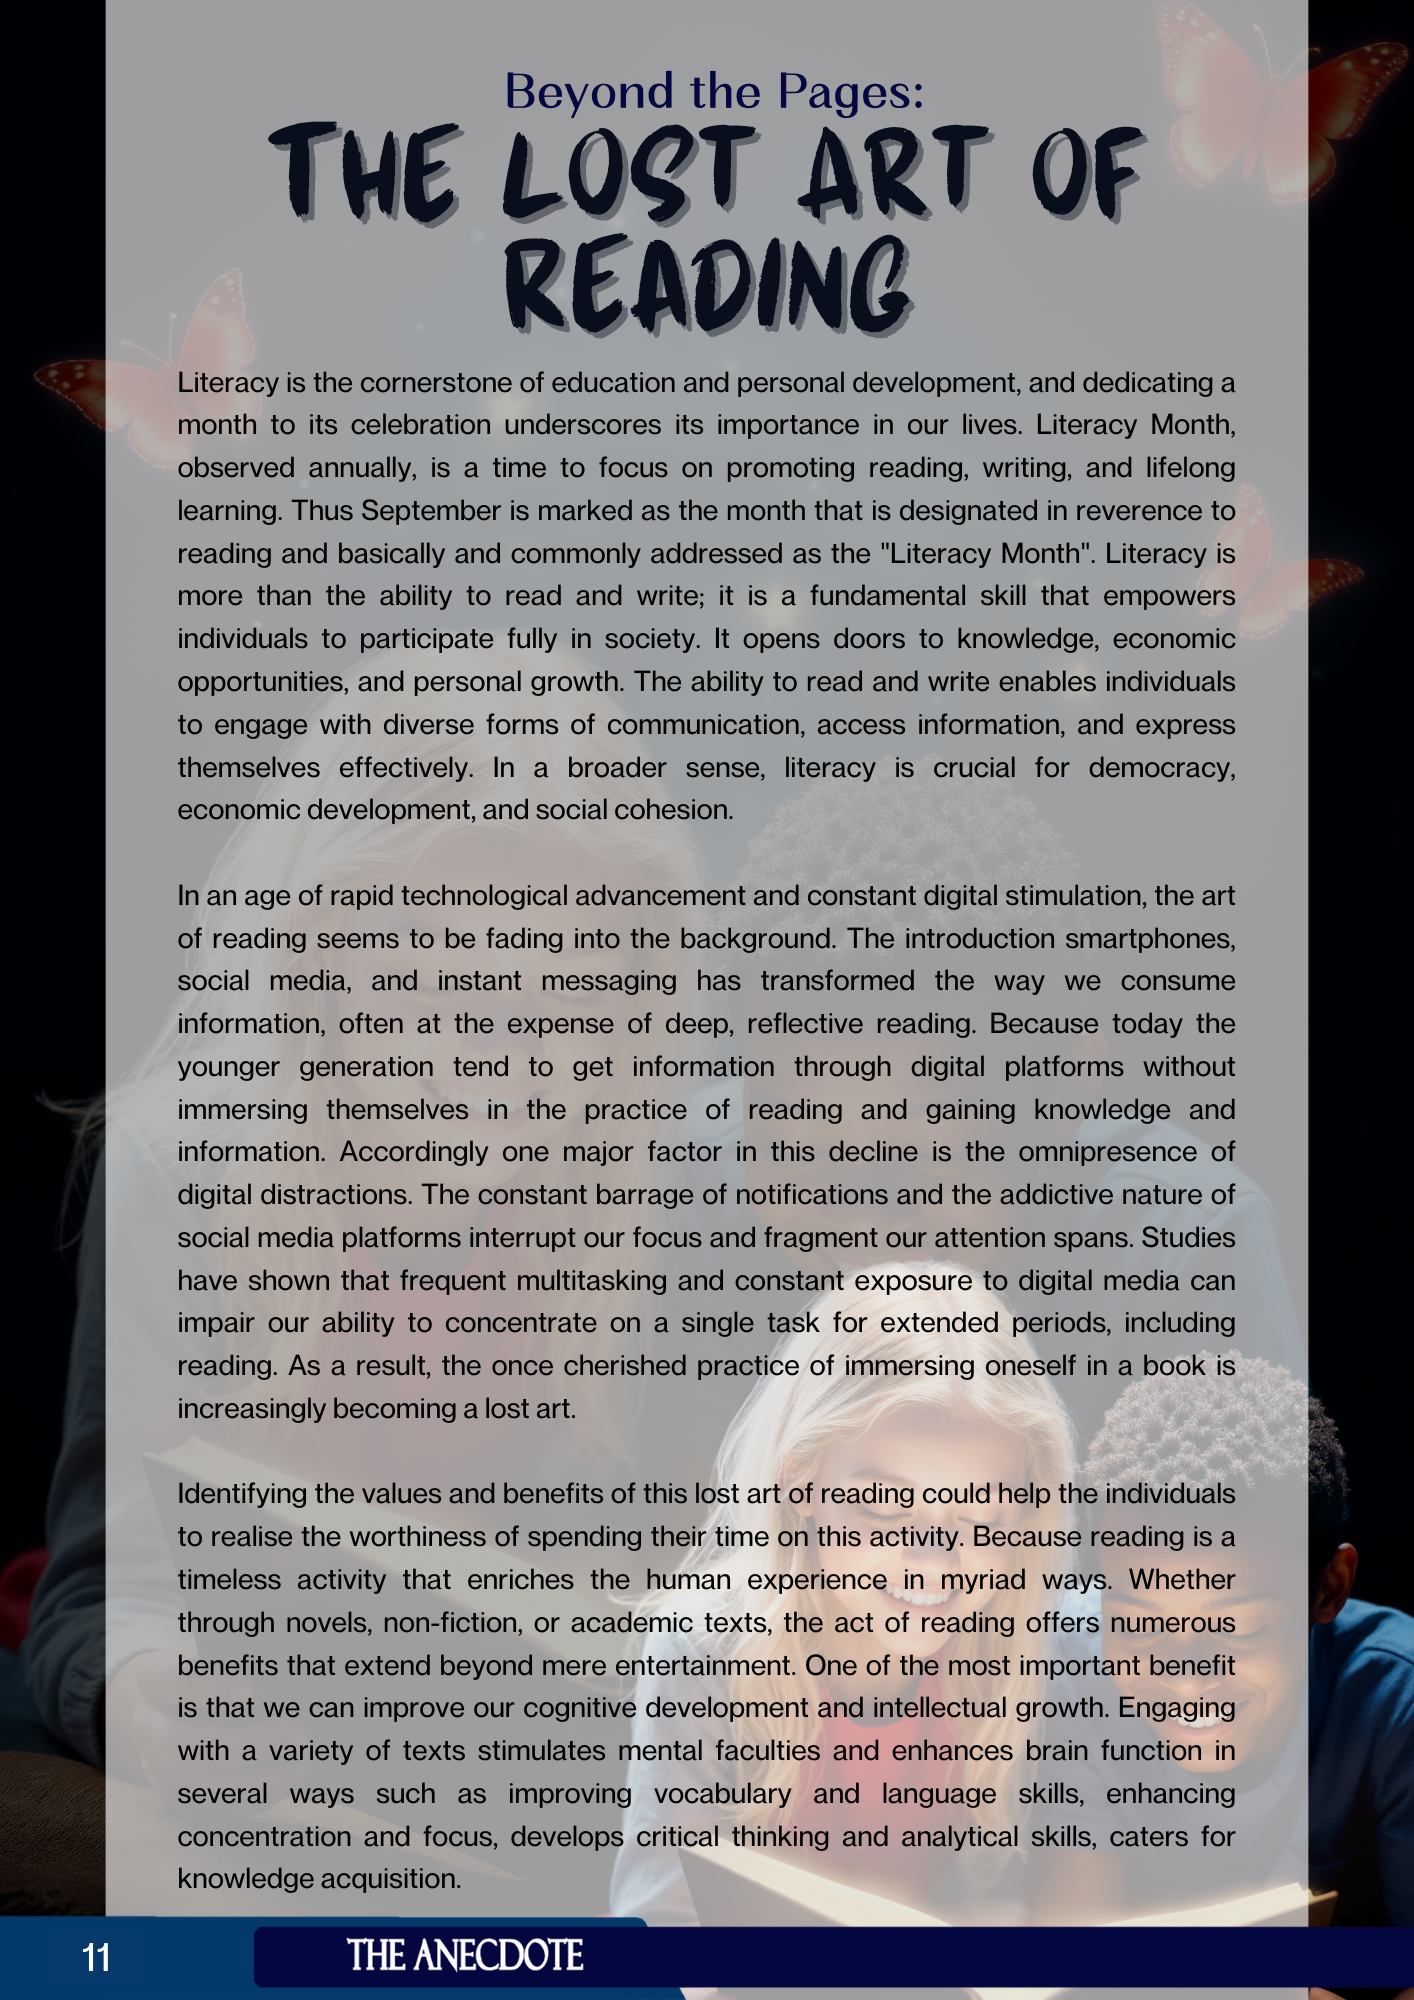 Beyond the Pages:
THE LOST ART OF
READING
Literacy is the cornerstone of education and personal development, and dedicating a
month to its celebration underscores its importance in our lives. Literacy Month,
observed annually, is a time to focus on promoting reading, writing, and lifelong
learning. Thus September is marked as the month that is designated in reverence to
reading and basically and commonly addressed as the "Literacy Month". Literacy is
more than the ability to read and write; it is a fundamental skill that empowers
individuals to participate fully in society. It opens doors to knowledge, economic
opportunities, and personal growth. The ability to read and write enables individuals
to engage with diverse forms of communication, access information, and express
themselves effectively. In a broader sense, literacy is crucial for democracy,
economic development, and social cohesion.
In an age of rapid technological advancement and constant digital stimulation, the art
of reading seems to be fading into the background. The introduction smartphones,
social media, and instant messaging has transformed the way we consume
information, often at the expense of deep, reflective reading. Because today the
younger generation tend to get information through digital platforms without
immersing themselves in the practice of reading and gaining knowledge and
information. Accordingly one major factor in this decline is the omnipresence of
digital distractions. The constant barrage of notifications and the addictive nature of
social media platforms interrupt our focus and fragment our attention spans. Studies
have shown that frequent multitasking and constant exposure to digital media can
impair our ability to concentrate on a single task for extended periods, including
reading. As a result, the once cherished practice of immersing oneself in a book is
increasingly becoming a lost art.
Identifying the values and benefits of this lost art of reading could help the individuals
to realise the worthiness of spending their time on this activity. Because reading is a
timeless activity that enriches the human experience in myriad ways. Whether
through novels, non-fiction, or academic texts, the act of reading offers numerous
benefits that extend beyond mere entertainment. One of the most important benefit
is that we can improve our cognitive development and intellectual growth. Engaging
with a variety of texts stimulates mental faculties and enhances brain function in
several ways such as improving vocabulary and language skills, enhancing
concentration and focus, develops critical thinking and analytical skills, caters for
knowledge acquisition.
11
THE ANECDOTE